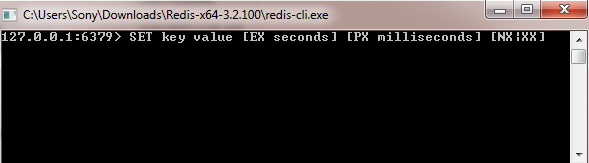 C:\Users\Sony\Downloads\Redis-x64-3.2.100\redis-cli.exe
127.0.0.1:6379> SET key value [EX seconds] [PX milliseconds] [NX|XX]